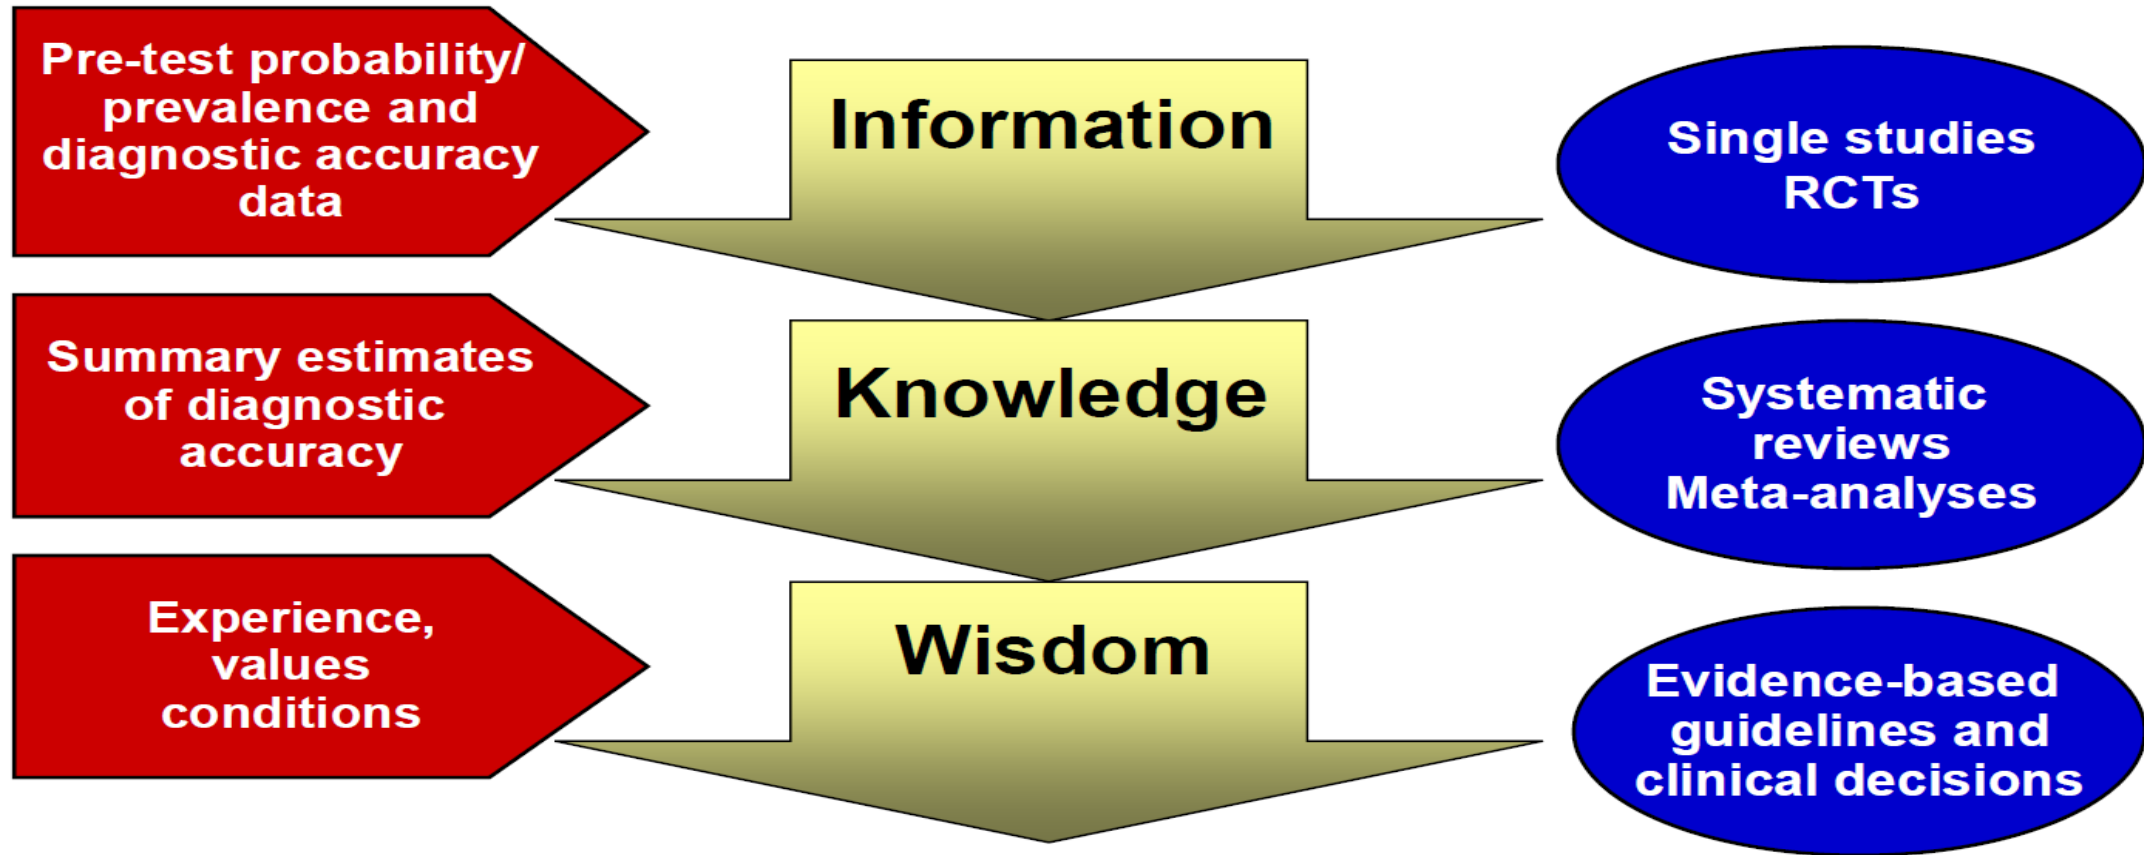 Pre-test probability/
prevalence and
diagnostic accuracy
data
Information
Single studies
RCTs
Summary estimates
of diagnostic
accuracy
Knowledge
Systematic
reviews
Meta-analyses
Experience,
values
conditions
Wisdom
Evidence-based
guidelines and
clinical decisions